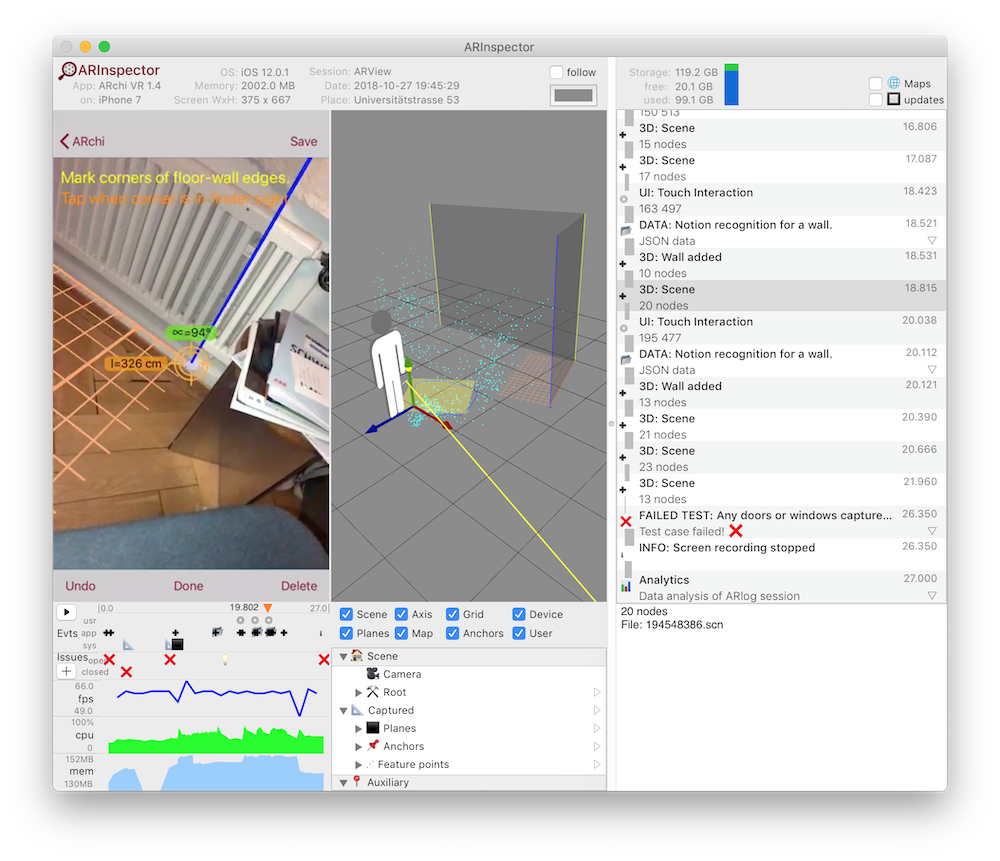 ARInspector
ARInspector
App: ARchi VR 1.4
on: iPhone 7
OS: iOS 12.0.1
Memory: 2002.0 MB
Screen WxH: 375 x 667
Session: ARView
Date: 2018-10-27 19:45:29
Place: Universitätstrasse 53
follow
Storage: 119.2 GB
free: 20.1 GB
used: 99.1 GB
Maps
updates
ARchi
Save
Mark corners of floor-wall edges.
Tap when corner is in finder sight.
∝=94°
l=326 cm
ABB
Undo
Done
Delete
150 513
3D: Scene 16.806
15 nodes
3D: Scene 17.087
17 nodes
UI: Touch Interaction 18.423
163 497
DATA: Notion recognition for a wall. 18.521
JSON data
3D: Wall added 18.531
10 nodes
3D: Scene 18.815
20 nodes
UI: Touch Interaction 20.038
195 477
DATA: Notion recognition for a wall. 20.112
JSON data
3D: Wall added 20.121
13 nodes
3D: Scene 20.390
21 nodes
3D: Scene 20.666
23 nodes
3D: Scene 21.960
13 nodes
FAILED TEST: Any doors or windows capture... 26.350
Test case failed! ❌
INFO: Screen recording stopped 26.350
Analytics 27.000
Data analysis of ARlog session
20 nodes
File: 194548386.scn
|0.0 19.802 27.0|
usr
Evts app
sys
Issues open
closed
66.0
fps
49.0
100%
cpu
0
152MB
mem
130MB
Scene Axis Grid Device
Planes Map Anchors User
Scene
Camera
Root
Captured
Planes
Anchors
Feature points
Auxiliary